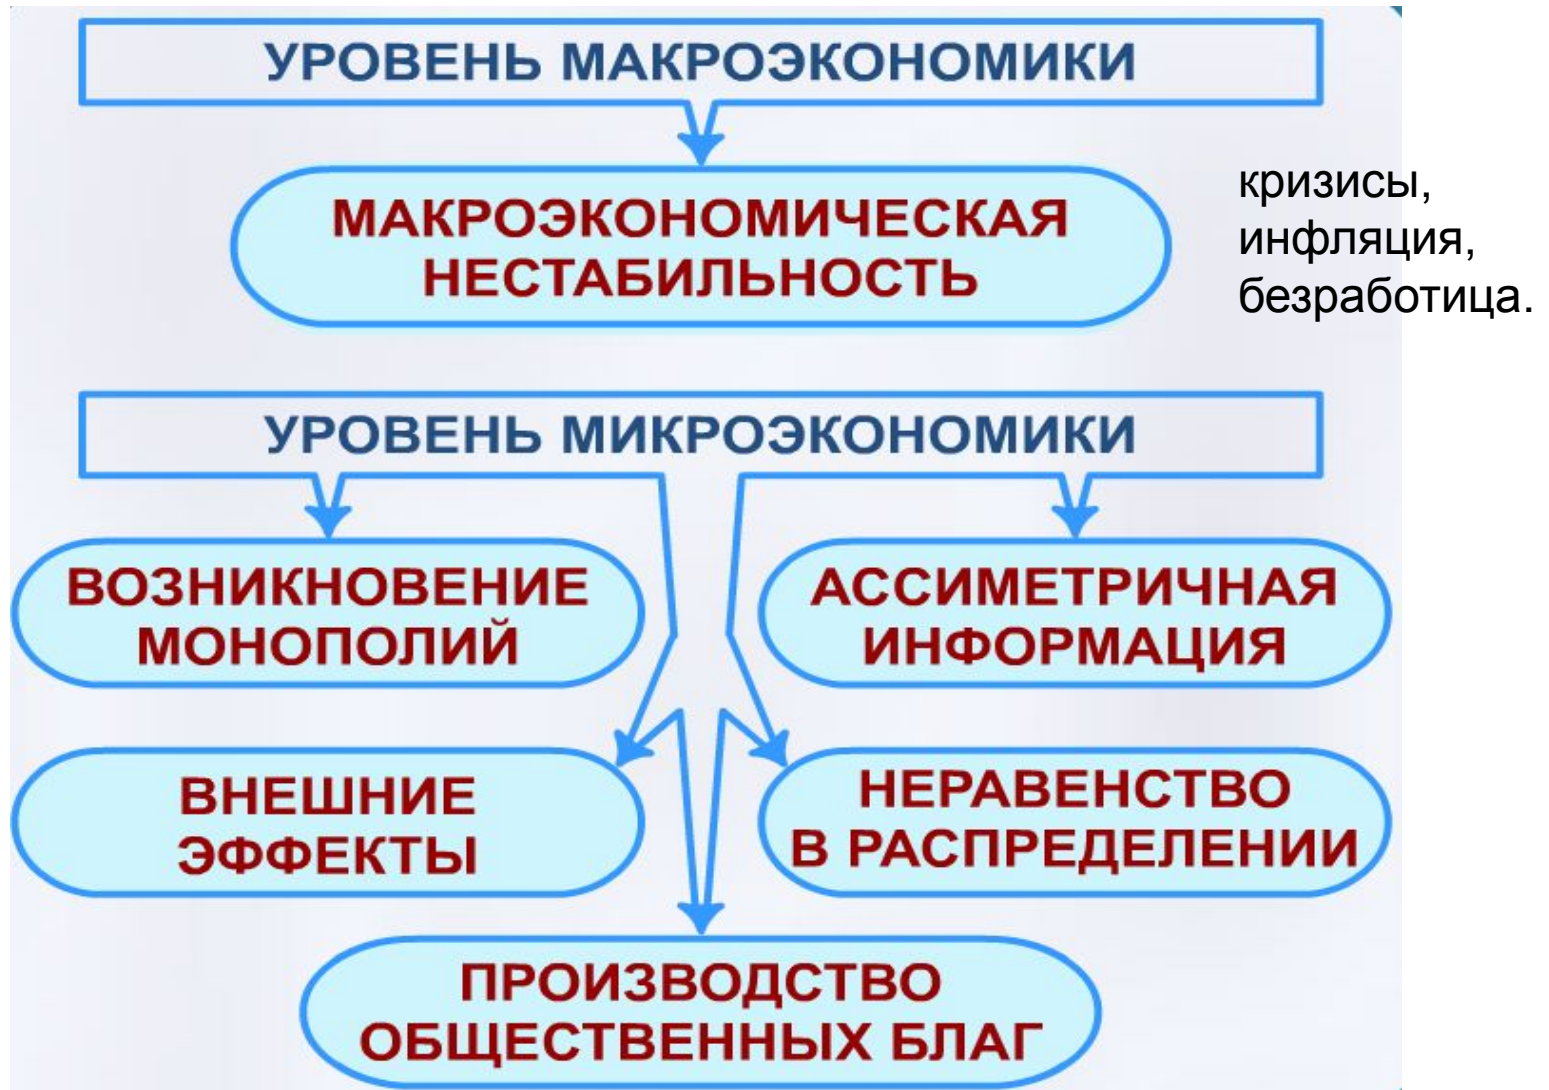 УРОВЕНЬ МАКРОЭКОНОМИКИ
МАКРОЭКОНОМИЧЕСКАЯ
НЕСТАБИЛЬНОСТЬ
кризисы,
инфляция,
безработица.
УРОВЕНЬ МИКРОЭКОНОМИКИ
ВОЗНИКНОВЕНИЕ
МОНОПОЛИЙ
АССИМЕТРИЧНАЯ
ИНФОРМАЦИЯ
ВНЕШНИЕ
ЭФФЕКТЫ
НЕРАВЕНСТВО
В РАСПРЕДЕЛЕНИИ
ПРОИЗВОДСТВО
ОБЩЕСТВЕННЫХ БЛАГ